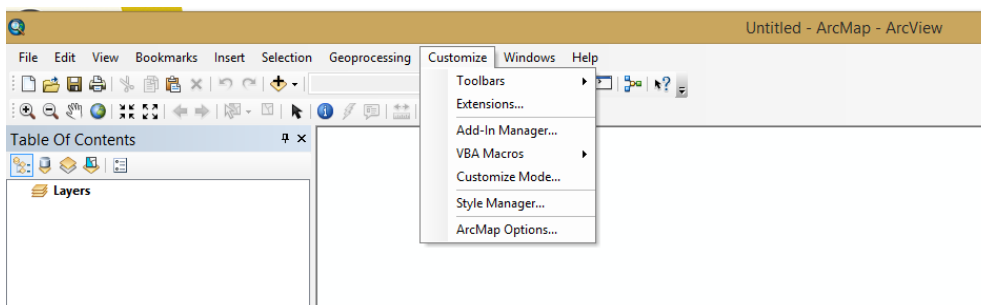 Untitled - ArcMap - ArcView
File Edit View Bookmarks Insert Selection Geoprocessing Customize Windows Help
Toolbars
Extensions...
Add-In Manager...
VBA Macros
Customize Mode...
Style Manager...
ArcMap Options...
Table Of Contents
Layers